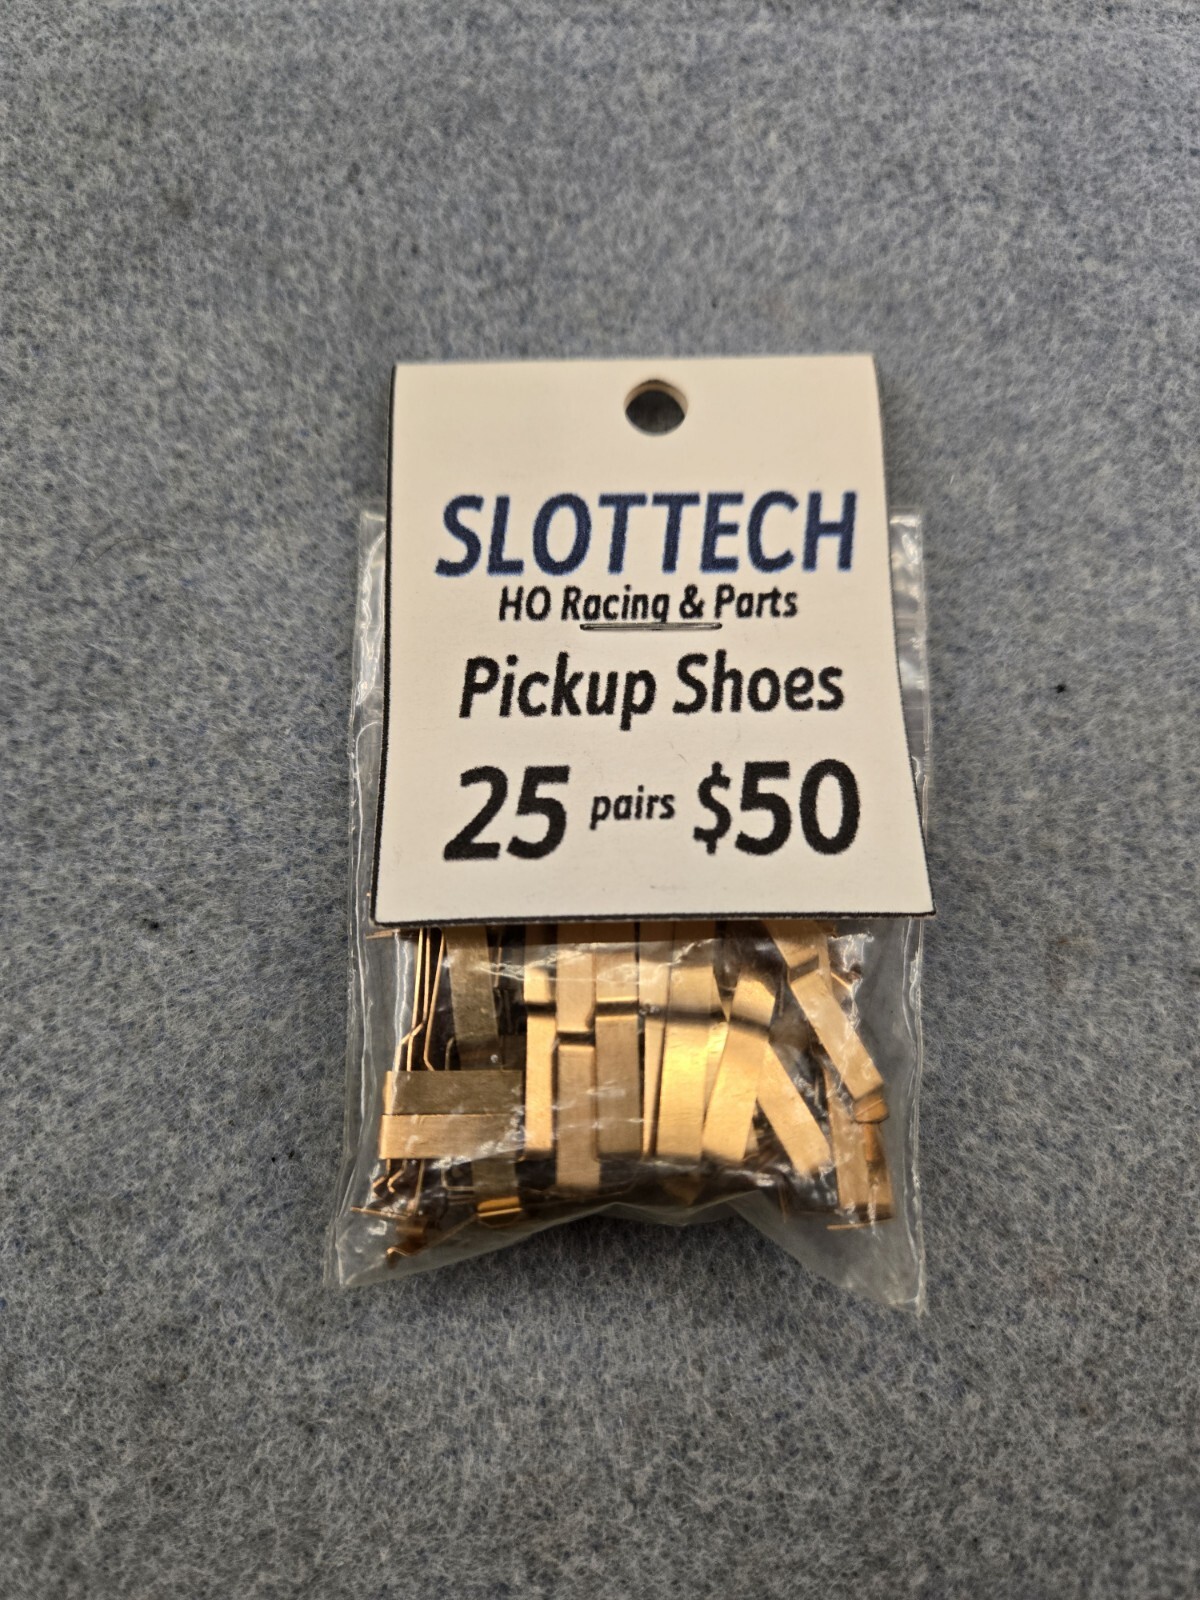 SLOTTECH
HO Racing & Parts
Pickup Shoes
25 pairs $50